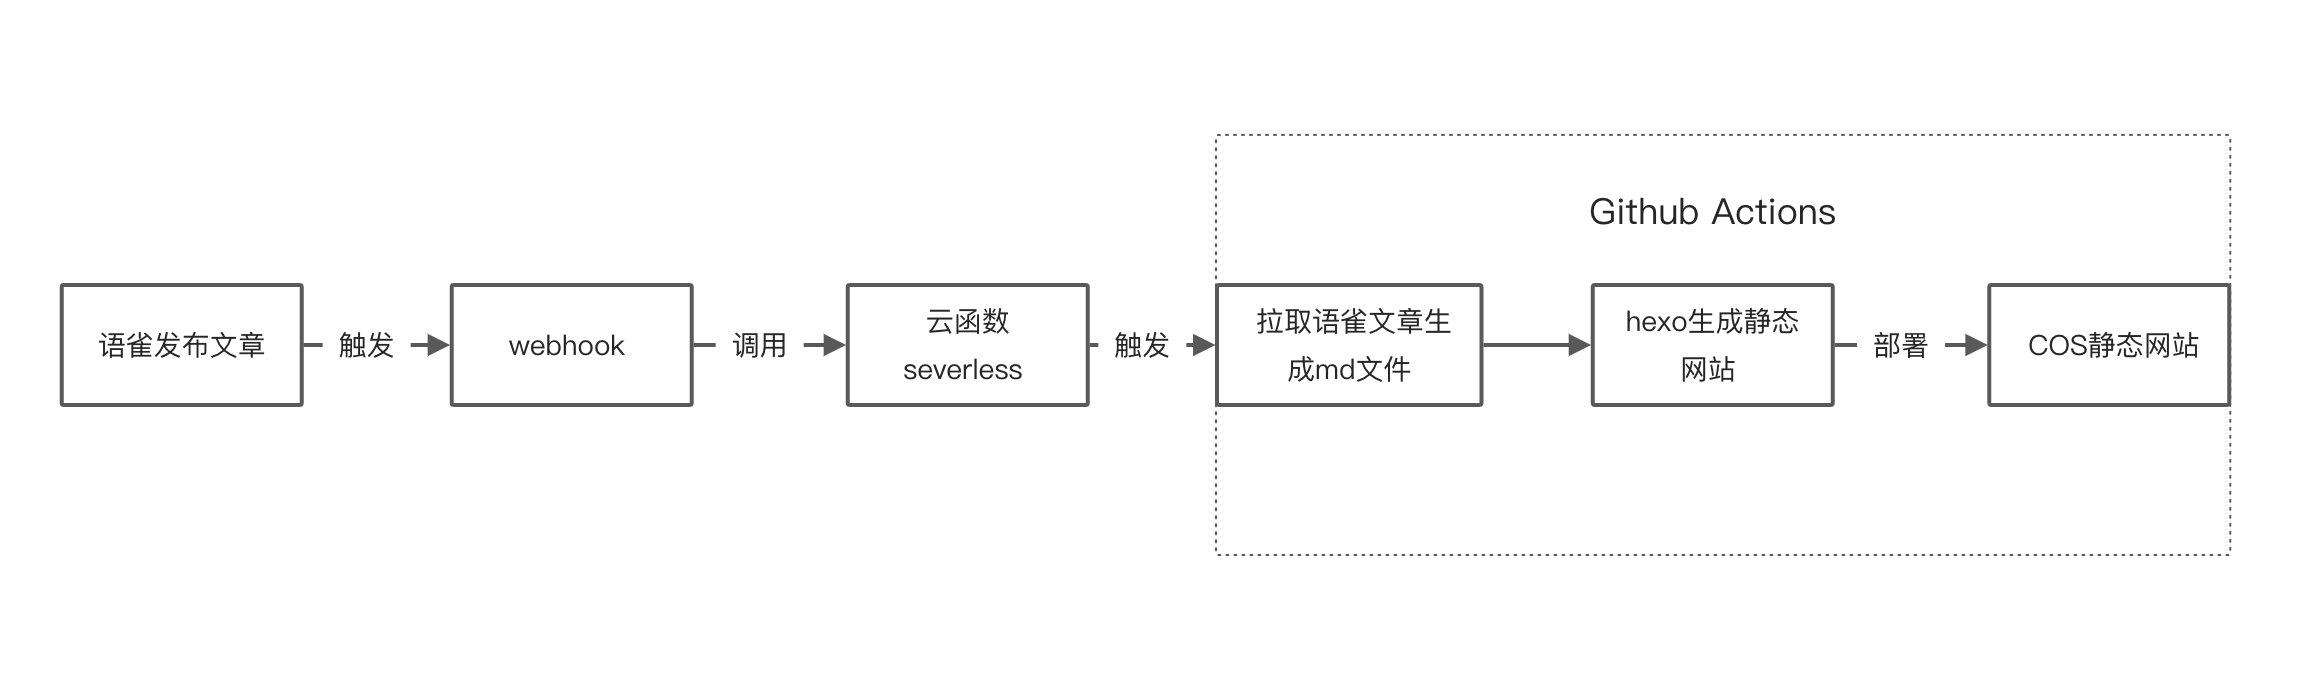 Github Actions
语雀发布文章
触发
webhook
调用
云函数
severless
触发
拉取语雀文章生
成md文件
hexo生成静态
网站
部署
COS静态网站